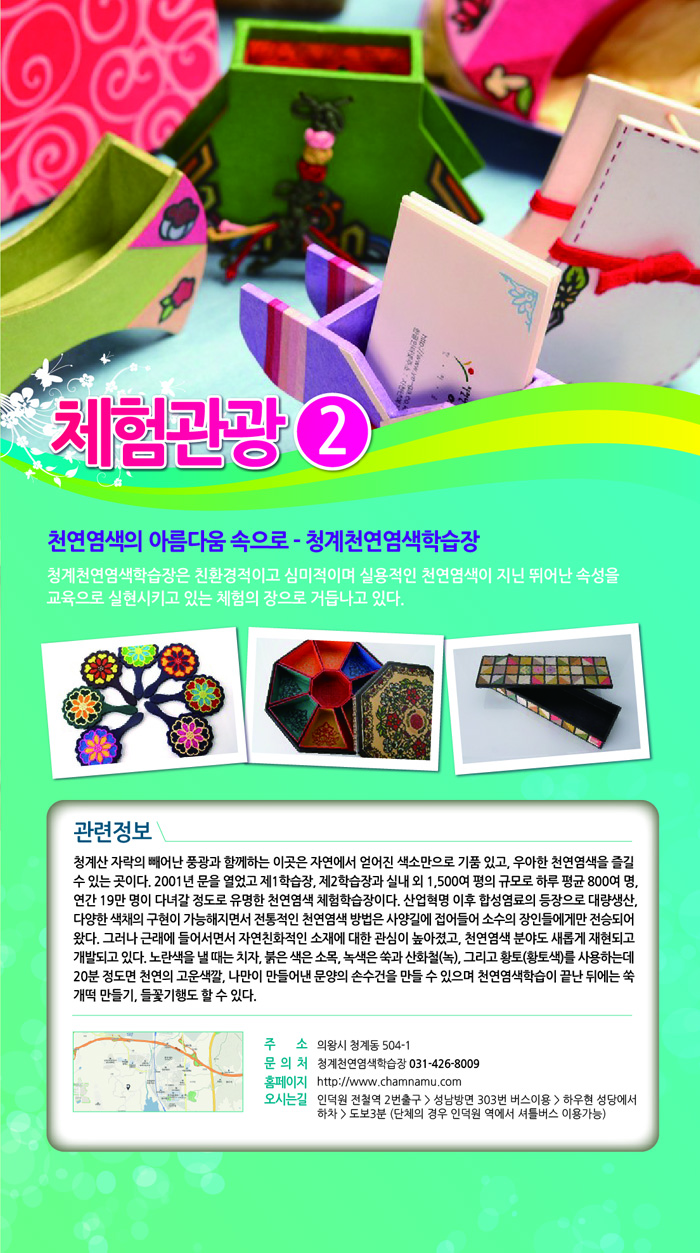 체험관광 2
천연염색의 아름다움 속으로 - 청계천연염색학습장
청계천연염색학습장은 친환경적이고 심미적이며 실용적인 천연염색이 지닌 뛰어난 속성을
교육으로 실현시키고 있는 체험의 장으로 거듭나고 있다.
관련정보
청계산 자락의 빼어난 풍광과 함께하는 이곳은 자연에서 얻어진 색소만으로 기품 있고, 우아한 천연염색을 즐길
수 있는 곳이다. 2001년 문을 열었고 제1학습장, 제2학습장과 실내 외 1,500여 평의 규모로 하루 평균 800여 명,
연간 19만 명이 다녀갈 정도로 유명한 천연염색 체험학습장이다. 산업혁명 이후 합성염료의 등장으로 대량생산,
다양한 색채의 구현이 가능해지면서 전통적인 천연염색 방법은 사양길에 접어들어 소수의 장인들에게만 전승되어
왔다. 그러나 근래에 들어서면서 자연친화적인 소재에 대한 관심이 높아졌고, 천연염색 분야도 새롭게 재현되고
개발되고 있다. 노란색을 낼 때는 치자, 붉은 색은 소목, 녹색은 쑥과 산화철(녹), 그리고 황토(황토색)를 사용하는데
20분 정도면 천연의 고운색깔, 나만이 만들어낸 문양의 손수건을 만들 수 있으며 천연염색학습이 끝난 뒤에는 쑥
개떡 만들기, 들꽃기행도 할 수 있다.
주 소 의왕시 청계동 504-1
문 의 처 청계천연염색학습장 031-426-8009
홈페이지 http://www.chamnamu.com
오시는길 인덕원 전철역 2번출구 > 성남방면 303번 버스이용 > 하우현 성당에서
하차 > 도보3분 (단체의 경우 인덕원 역에서 셔틀버스 이용가능)